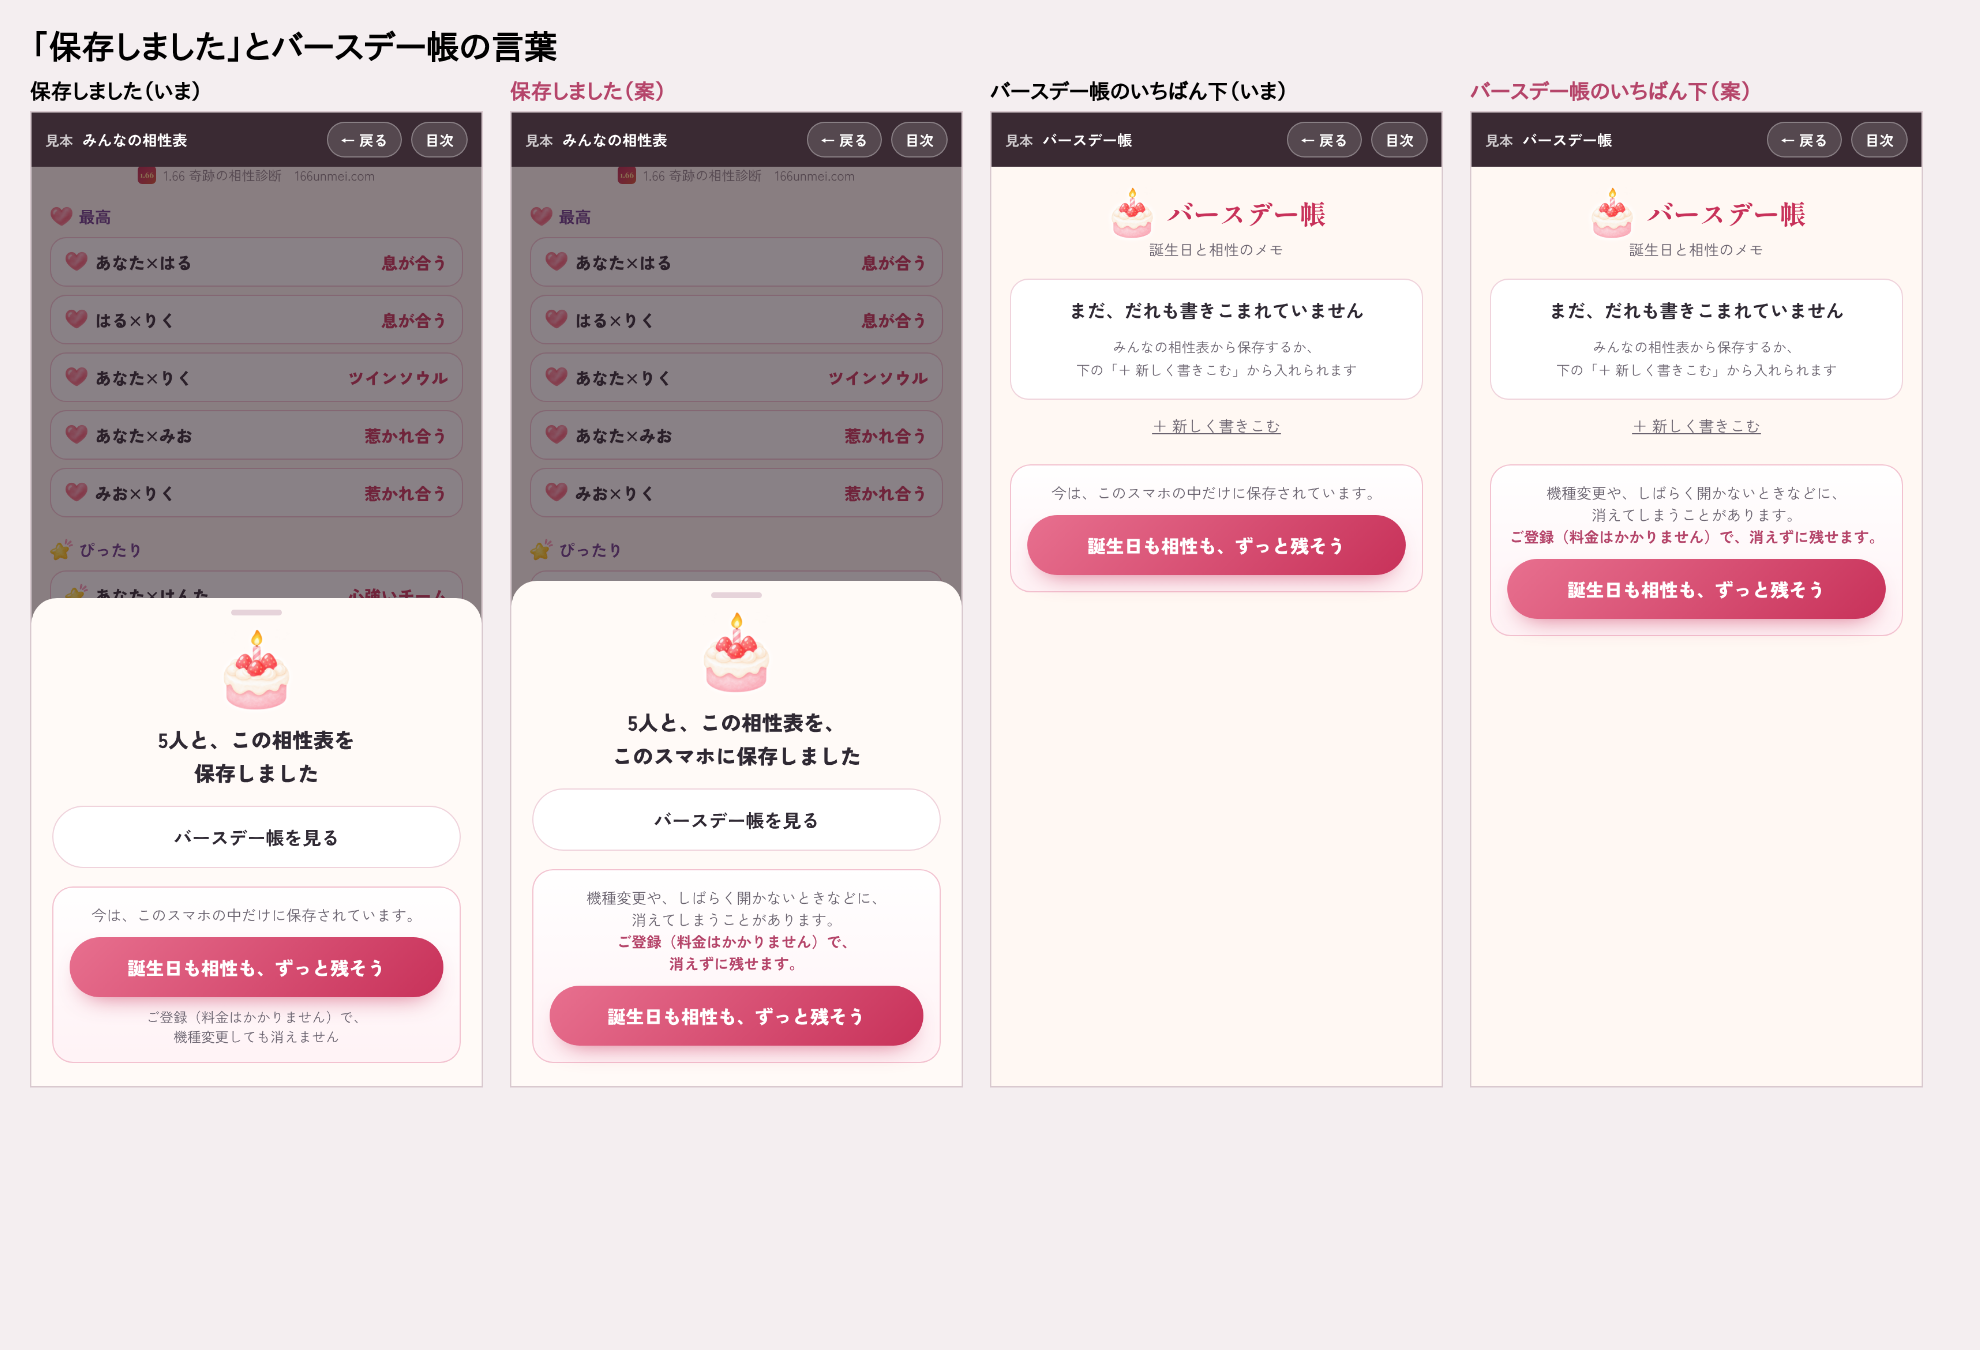 「保存しました」とバースデー帳の言葉
保存しました（いま）
見本 みんなの相性表
← 戻る
目次
1.66 1.66 奇跡の相性診断 166unmei.com
最高
あなた×はる 息が合う
はる×りく 息が合う
あなた×りく ツインソウル
あなた×みお 惹かれ合う
みお×りく 惹かれ合う
ぴったり
あなた×けんた 心強いチーム
5人と、この相性表を
保存しました
バースデー帳を見る
今は、このスマホの中だけに保存されています。
誕生日も相性も、ずっと残そう
ご登録（料金はかかりません）で、
機種変更しても消えません
保存しました（案）
見本 みんなの相性表
← 戻る
目次
1.66 1.66 奇跡の相性診断 166unmei.com
最高
あなた×はる 息が合う
はる×りく 息が合う
あなた×りく ツインソウル
あなた×みお 惹かれ合う
みお×りく 惹かれ合う
ぴったり
5人と、この相性表を、
このスマホに保存しました
バースデー帳を見る
機種変更や、しばらく開かないときなどに、
消えてしまうことがあります。
ご登録（料金はかかりません）で、
消えずに残せます。
誕生日も相性も、ずっと残そう
バースデー帳のいちばん下（いま）
見本 バースデー帳
← 戻る
目次
バースデー帳
誕生日と相性のメモ
まだ、だれも書きこまれていません
みんなの相性表から保存するか、
下の「＋ 新しく書きこむ」から入れられます
＋ 新しく書きこむ
今は、このスマホの中だけに保存されています。
誕生日も相性も、ずっと残そう
バースデー帳のいちばん下（案）
見本 バースデー帳
← 戻る
目次
バースデー帳
誕生日と相性のメモ
まだ、だれも書きこまれていません
みんなの相性表から保存するか、
下の「＋ 新しく書きこむ」から入れられます
＋ 新しく書きこむ
機種変更や、しばらく開かないときなどに、
消えてしまうことがあります。
ご登録（料金はかかりません）で、消えずに残せます。
誕生日も相性も、ずっと残そう